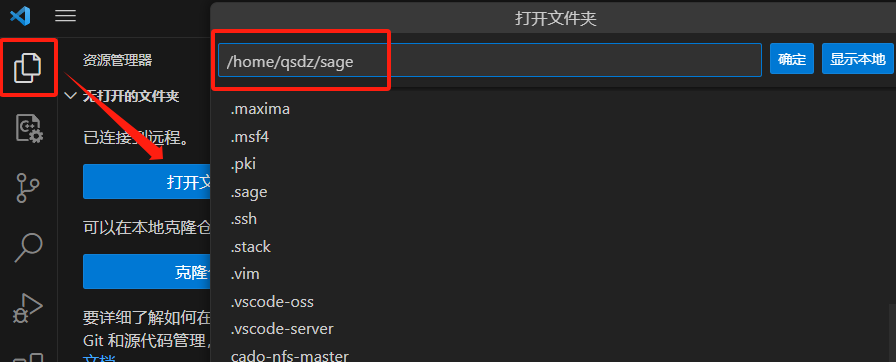 打开文件夹
资源管理器
无打开的文件夹
已连接到远程。
打开文
可以在本地克隆仓
克隆
要详细了解如何在
Git 和源代码管理,
文档
/home/qsdz/sage
确定
显示本地
.maxima
.msf4
.pki
.sage
.ssh
.stack
.vim
.vscode-oss
.vscode-server
cado-nfs-master